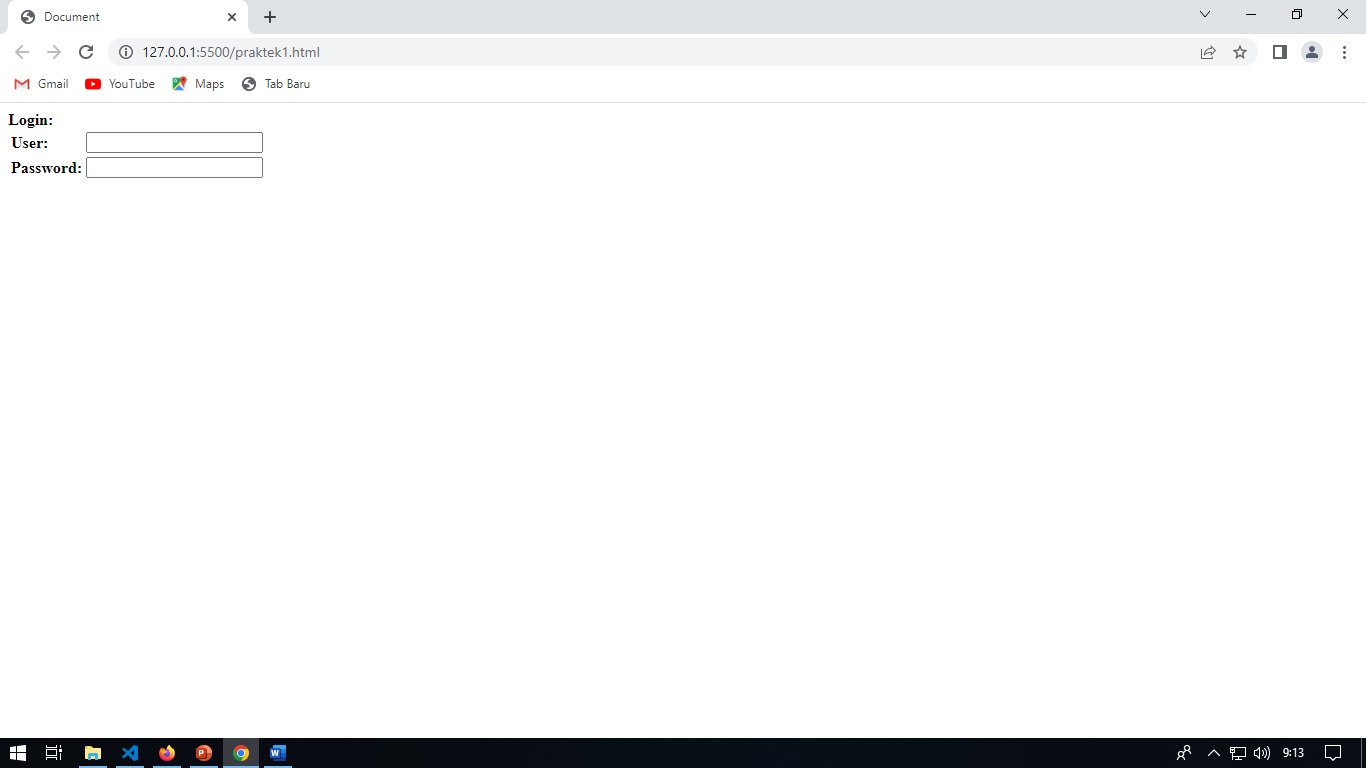 Document
127.0.0.1:5500/praktek1.html
Gmail YouTube Maps Tab Baru
Login:
User:
Password:
9:13